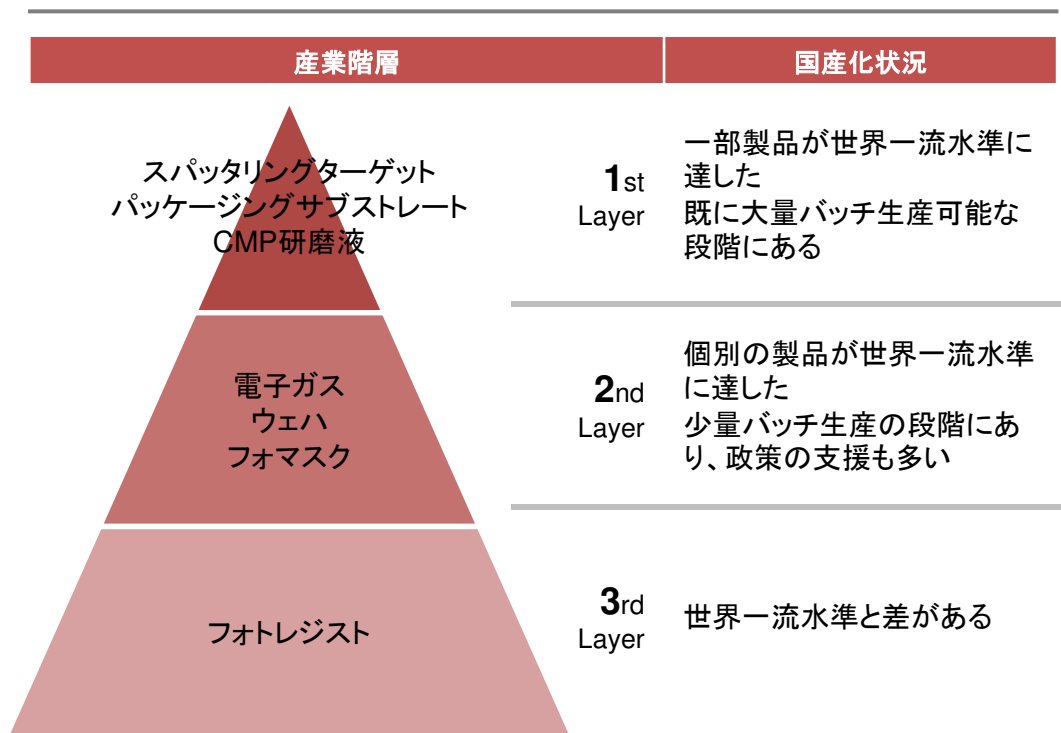 産業階層
国産化状況
スパッタリングターゲット
パッケージングサブストレート
CMP研磨液
1st
Layer
一部製品が世界一流水準に
達した
既に大量バッチ生産可能な
段階にある
電子ガス
ウェハ
フォマスク
2nd
Layer
個別の製品が世界一流水準
に達した
少量バッチ生産の段階にあ
り、政策の支援も多い
フォトレジスト
3rd
Layer
世界一流水準と差がある